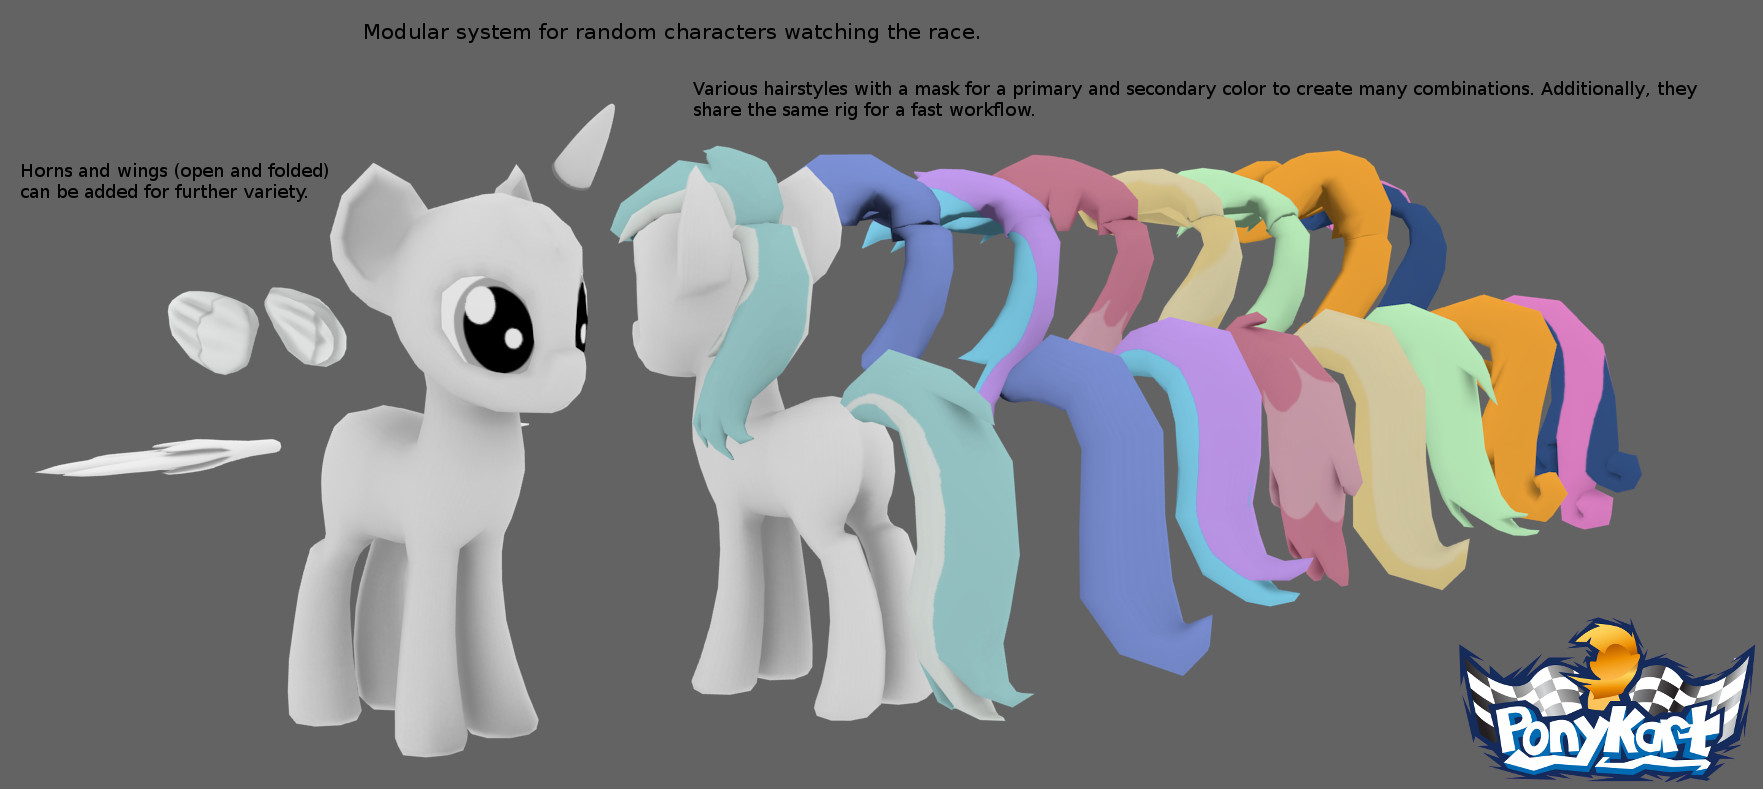 Modular system for random characters watching the race.
Various hairstyles with a mask for a primary and secondary color to create many combinations. Additionally, they
share the same rig for a fast workflow.
Horns and wings (open and folded)
can be added for further variety.
PonyKart